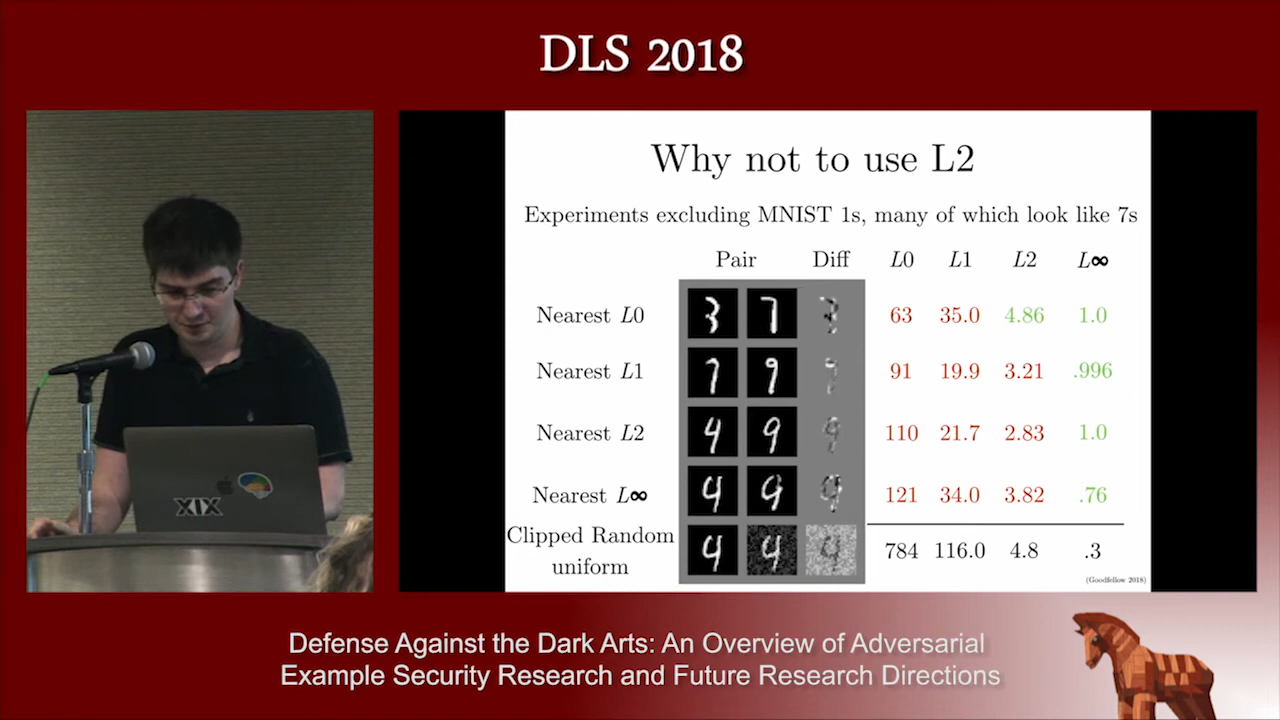 DLS 2018
Why not to use L2
Experiments excluding MNIST 1s, many of which look like 7s
Pair Diff L0 L1 L2 L∞
Nearest L0 63 35.0 4.86 1.0
Nearest L1 91 19.9 3.21 .996
Nearest L2 110 21.7 2.83 1.0
Nearest L∞ 121 34.0 3.82 .76
Clipped Random
uniform 784 116.0 4.8 .3
(Goodfellow 2018)
XIX
Defense Against the Dark Arts: An Overview of Adversarial
Example Security Research and Future Research Directions